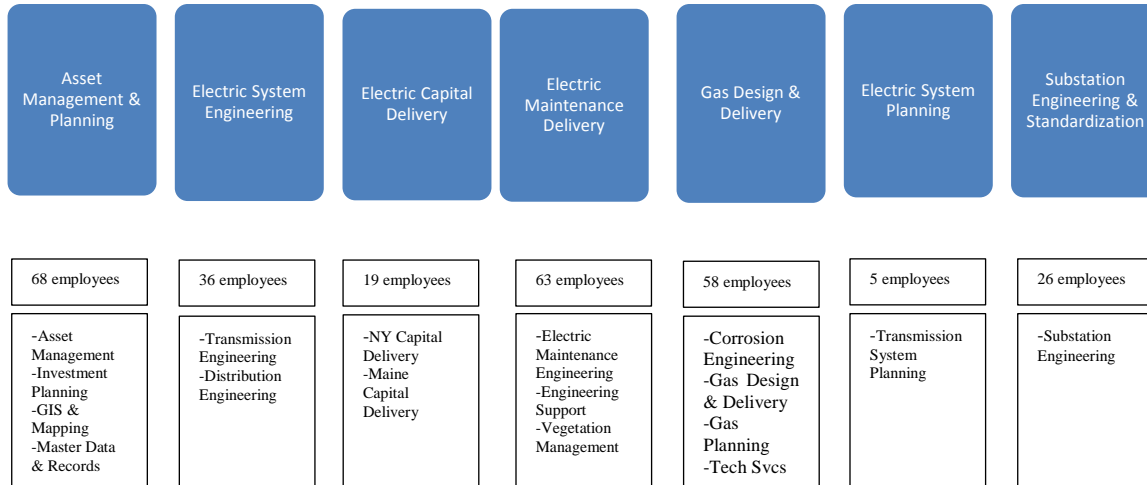 Asset
Management &
Planning
Electric System
Engineering
Electric Capital
Delivery
Electric
Maintenance
Delivery
Gas Design &
Delivery
Electric System
Planning
Substation
Engineering &
Standardization
68 employees
36 employees
19 employees
63 employees
58 employees
5 employees
26 employees
-Asset
Management
-Investment
Planning
-GIS &
Mapping
-Master Data
& Records
-Transmission
Engineering
-Distribution
Engineering
-NY Capital
Delivery
-Maine
Capital
Delivery
-Electric
Maintenance
Engineering
-Engineering
Support
-Vegetation
Management
-Corrosion
Engineering
-Gas Design
& Delivery
-Gas
Planning
-Tech Svcs
-Transmission
System
Planning
-Substation
Engineering